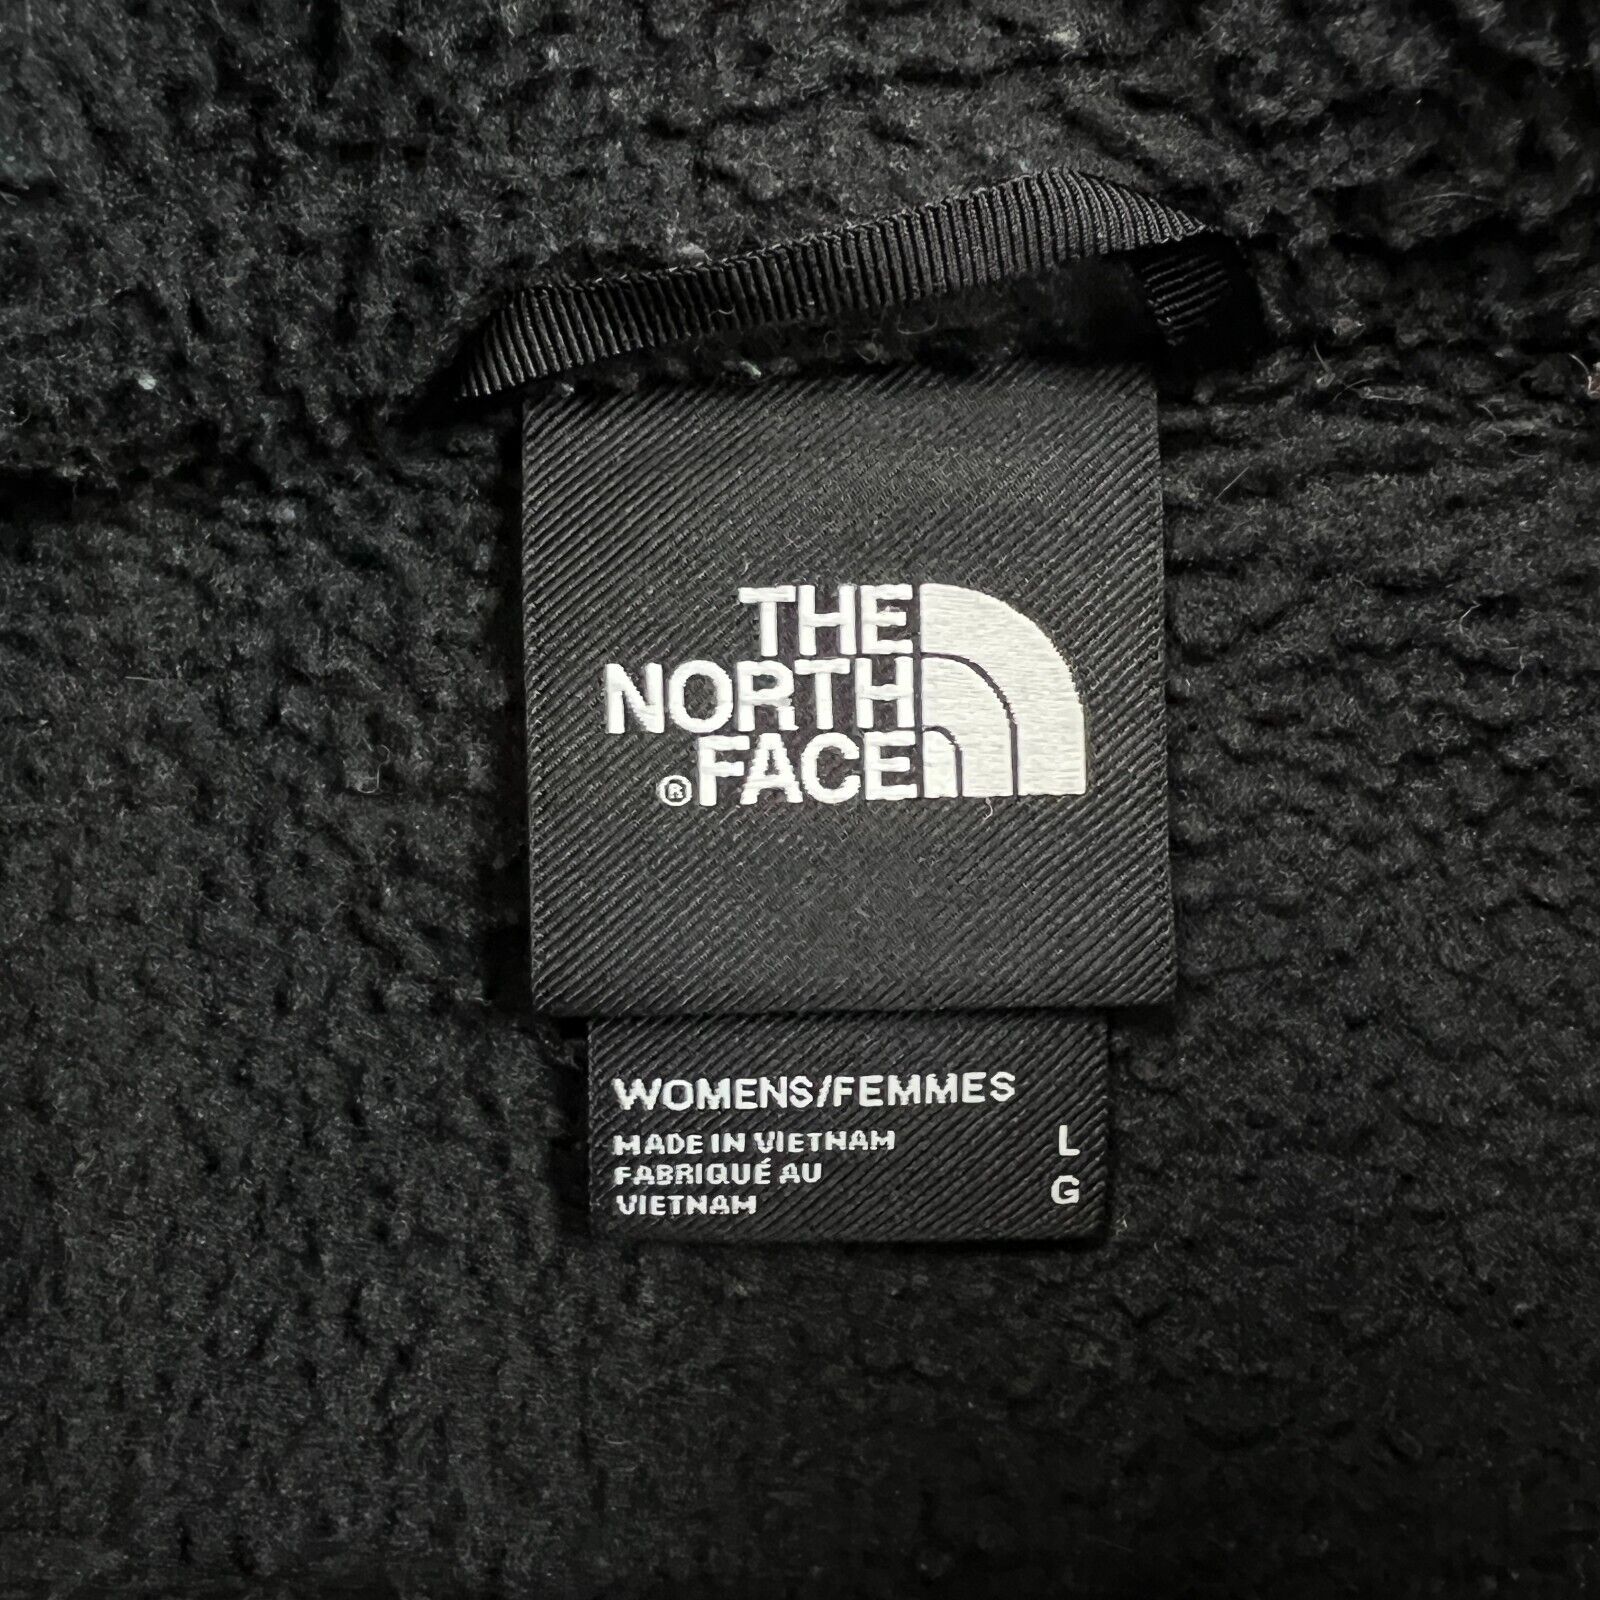 THE
NORTH
®FACE
WOMENS/FEMMES
MADE IN VIETNAM L
FABRIQUÉ AU G
VIETNAM